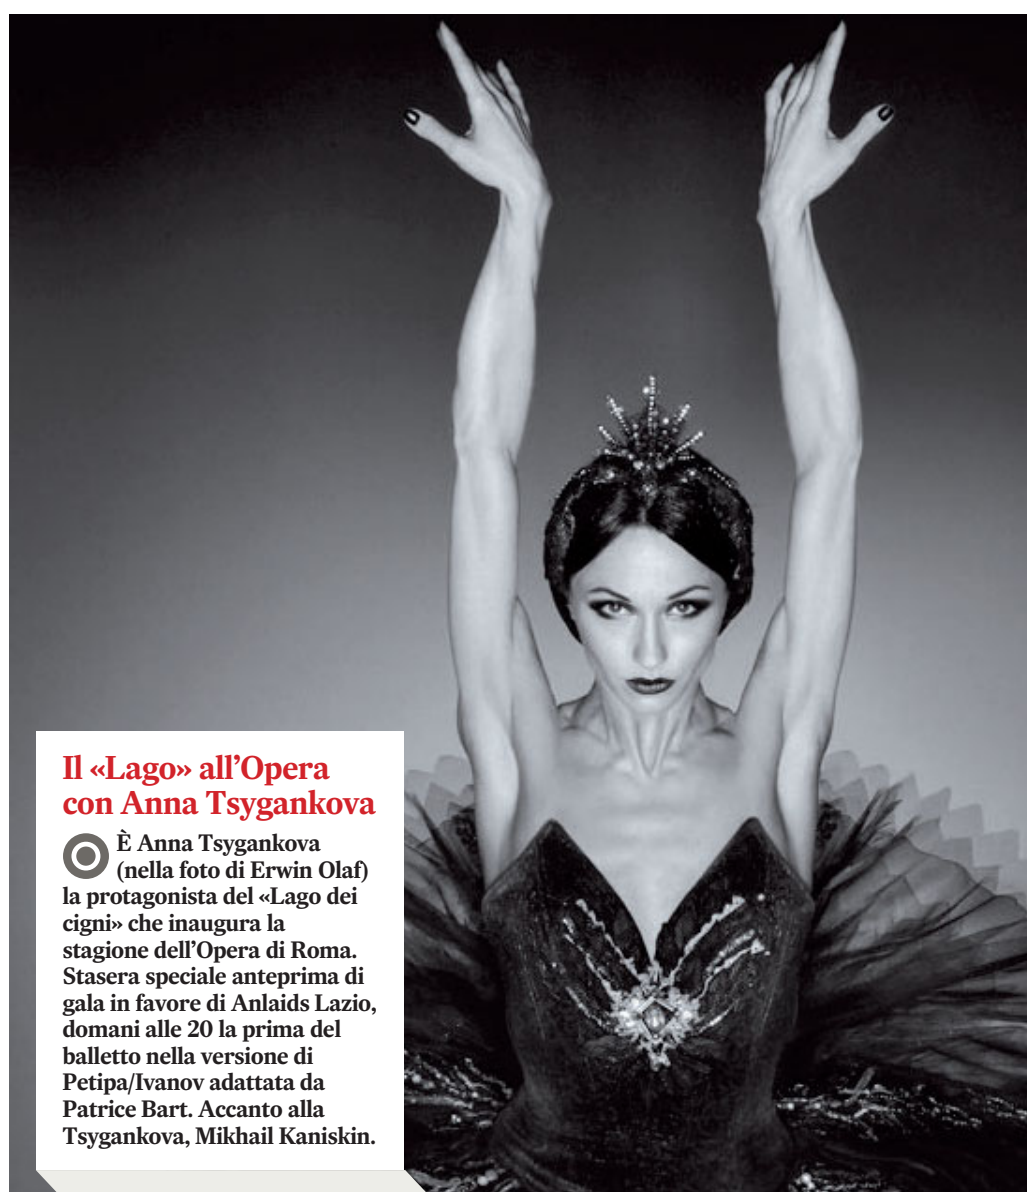 Il «Lago» all’Opera
con Anna Tsygankova
È Anna Tsygankova
(nella foto di Erwin Olaf)
la protagonista del «Lago dei
cigni» che inaugura la
stagione dell’Opera di Roma.
Stasera speciale anteprima di
gala in favore di Anlaids Lazio,
domani alle 20 la prima del
balletto nella versione di
Petipa/Ivanov adattata da
Patrice Bart. Accanto alla
Tsygankova, Mikhail Kaniskin.